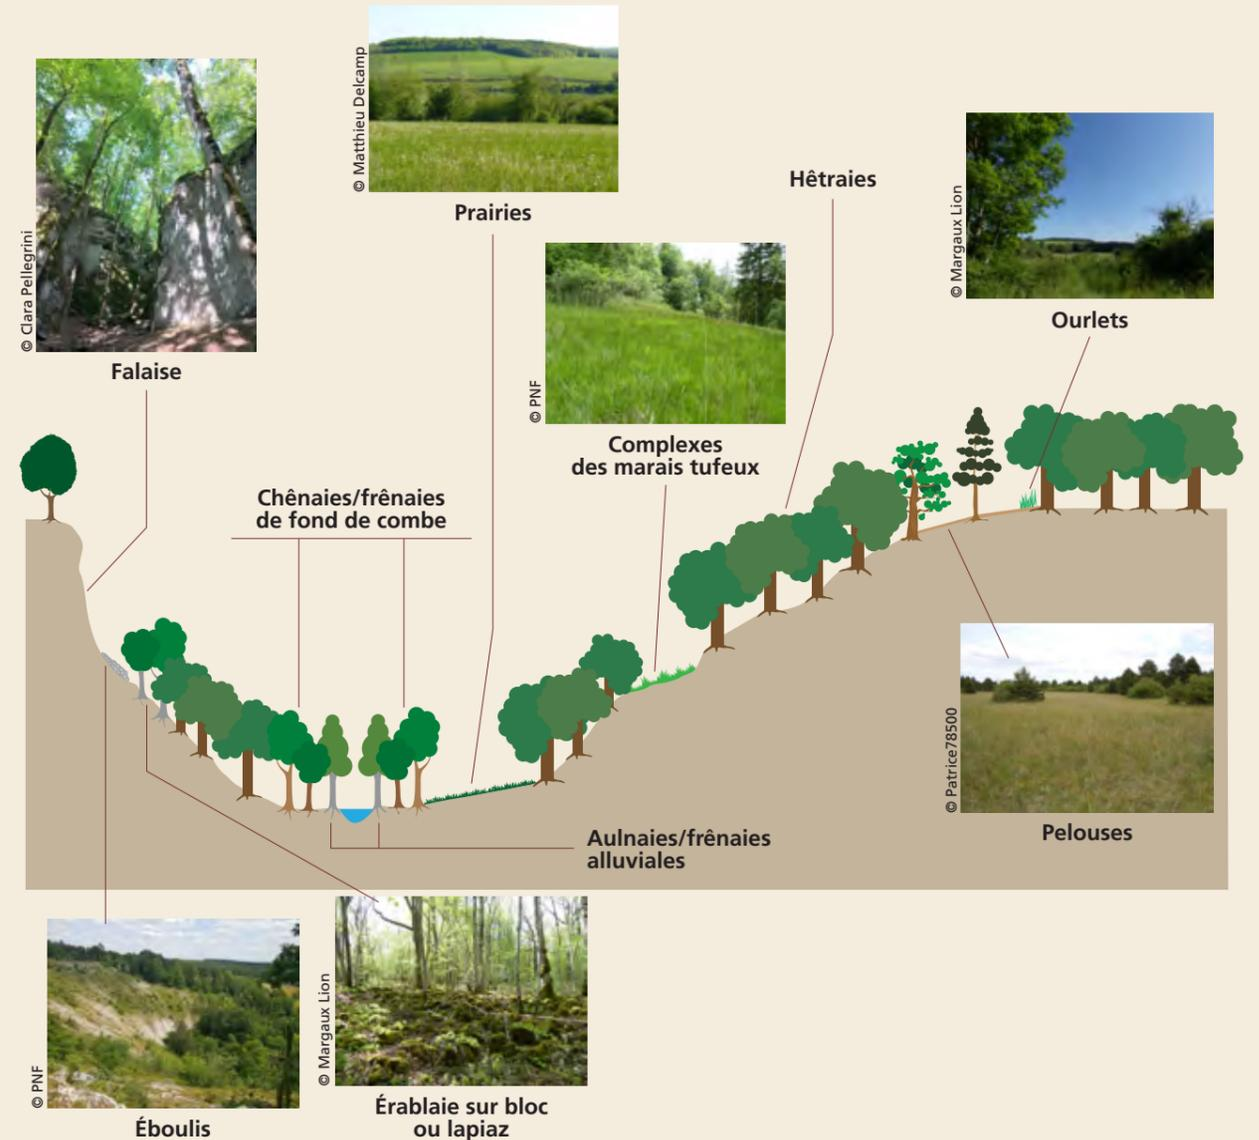 © Matthieu Delcamp
Prairies
© Clara Pellegrini
Falaise
Hêtraies
© Margaux Lion
Ourlets
© PNF
Complexes
des marais tufeux
Chênaies/frênaies
de fond de combe
© Patrice78500
Pelouses
Aulnaies/frênaies
alluviales
© PNF
Éboulis
© Margaux Lion
Érablaie sur bloc
ou lapiaz